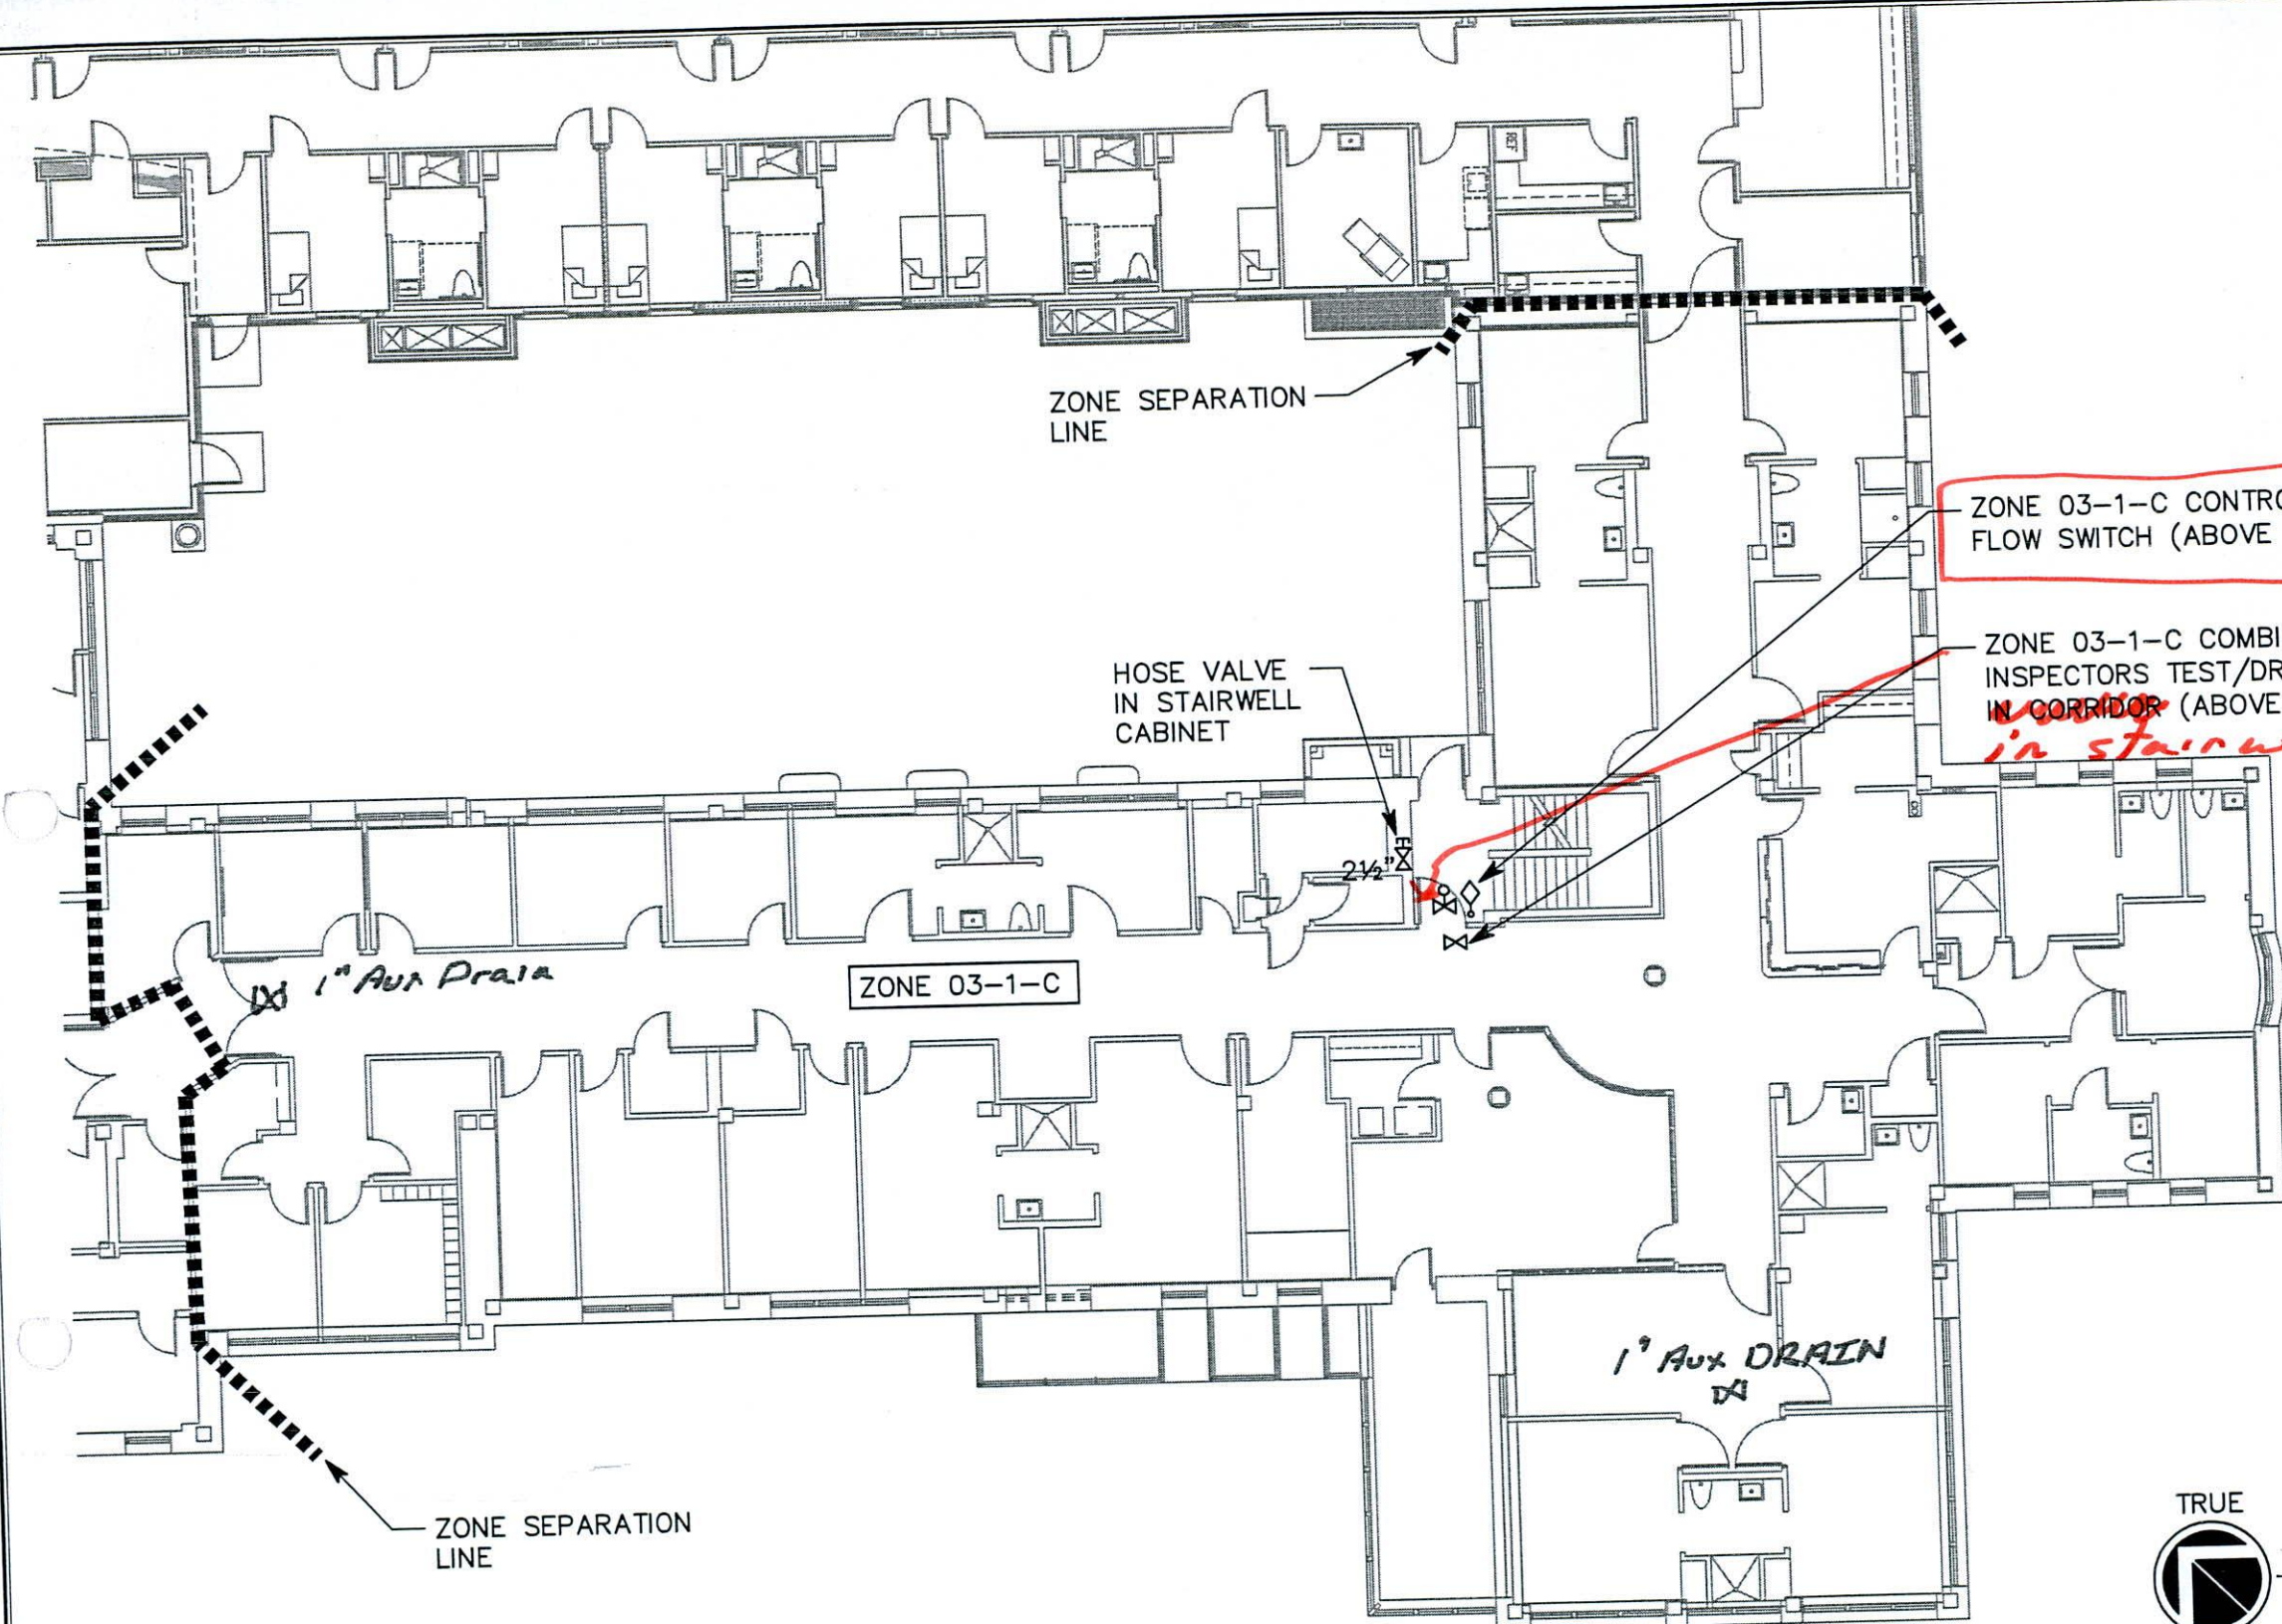 REF
ZONE SEPARATION
LINE
ZONE 03-1-C CONTRO
FLOW SWITCH (ABOVE
HOSE VALVE
IN STAIRWELL
CABINET
ZONE 03-1-C COMBI
INSPECTORS TEST/DR
IN CORRIDOR (ABOVE
in stairw
2½"
1" Aux Drain
ZONE 03-1-C
1" Aux DRAIN
ZONE SEPARATION
LINE
TRUE